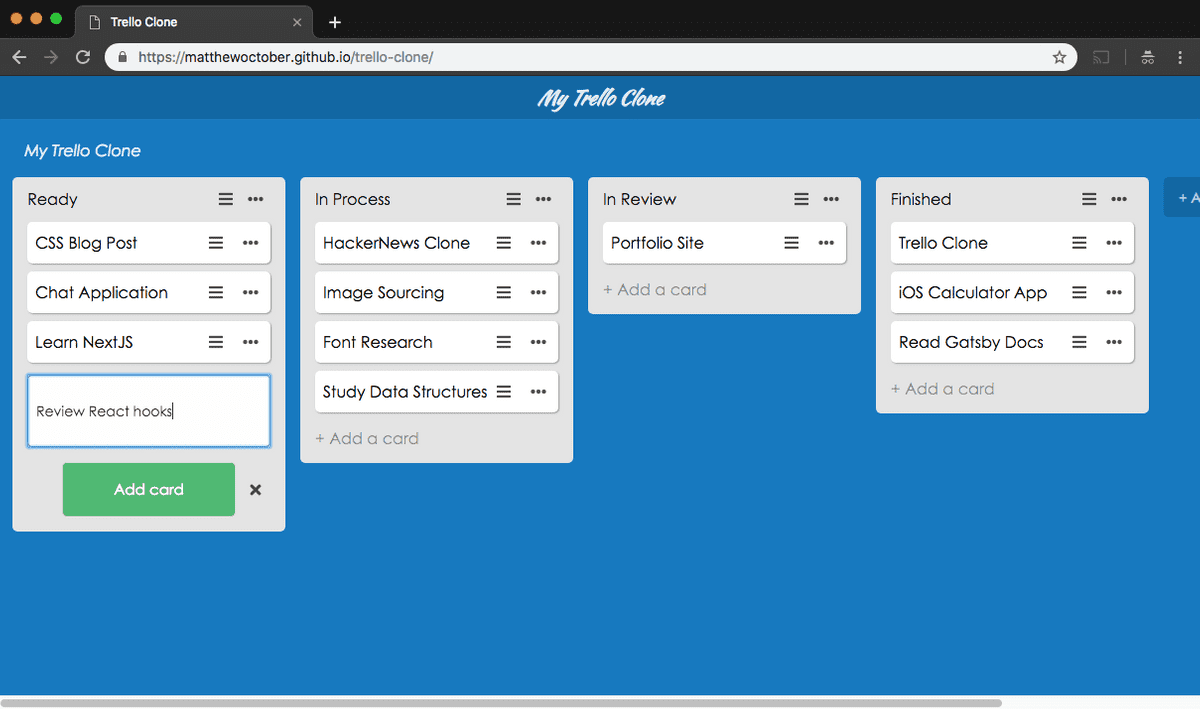 Trello Clone
https://matthewoctober.github.io/trello-clone/
My Trello Clone
My Trello Clone
Ready
CSS Blog Post
Chat Application
Learn NextJS
Review React hooks
Add card
In Process
HackerNews Clone
Image Sourcing
Font Research
Study Data Structures
+ Add a card
In Review
Portfolio Site
+ Add a card
Finished
Trello Clone
iOS Calculator App
Read Gatsby Docs
+ Add a card
+ A